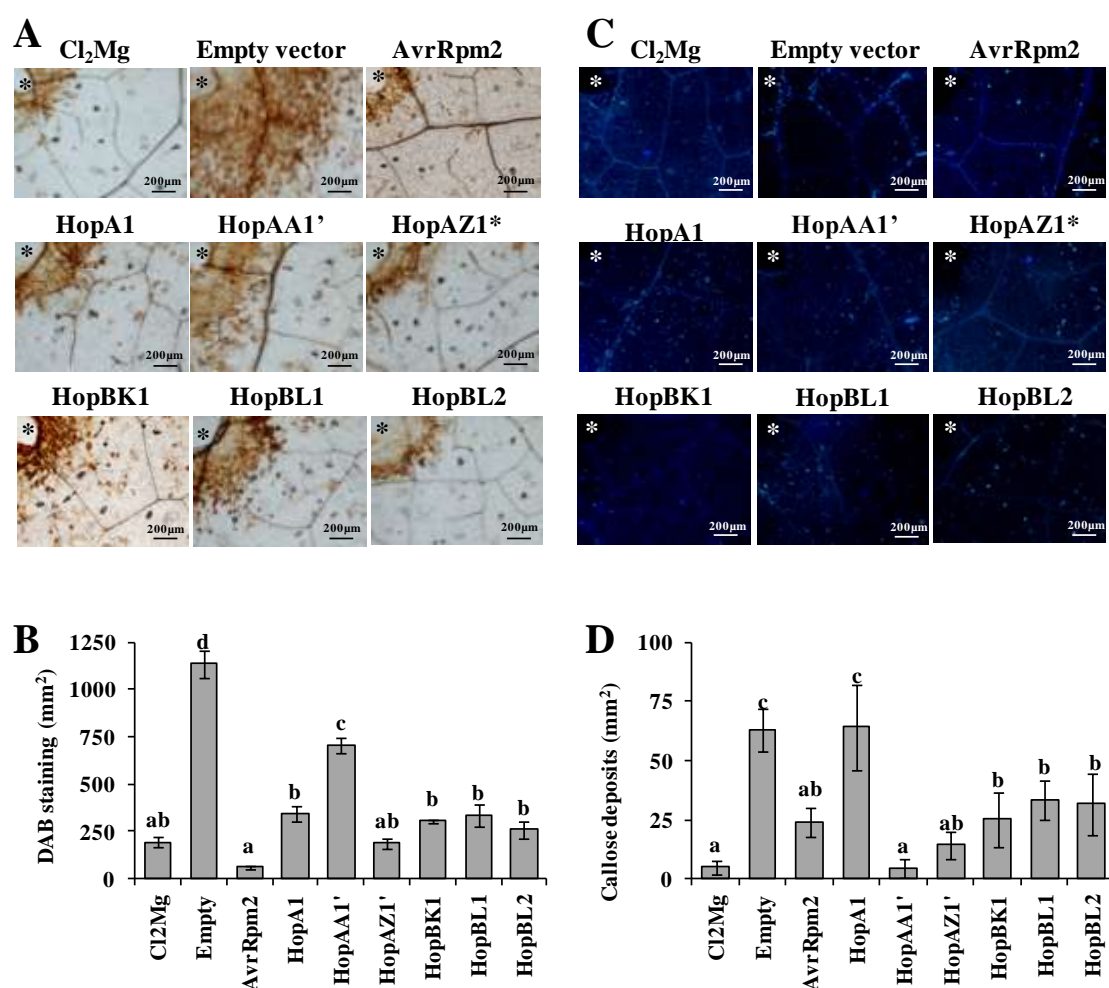 A
Cl₂Mg Empty vector AvrRpm2
* * *
200μm 200μm 200μm
HopA1 HopAA1’ HopAZ1*
* * *
200μm 200μm 200μm
HopBK1 HopBL1 HopBL2
* * *
200μm 200μm 200μm
C
Cl₂Mg Empty vector AvrRpm2
* * *
200μm 200μm 200μm
HopA1 HopAA1’ HopAZ1*
* * *
200μm 200μm 200μm
HopBK1 HopBL1 HopBL2
* * *
200μm 200μm 200μm
B
DAB staining (mm²)
1250
1000
750
500
250
0
ab d a b c ab b b b
Cl2Mg Empty AvrRpm2 HopA1 HopAA1' HopAZ1' HopBK1 HopBL1 HopBL2
D
Callose deposits (mm²)
100
75
50
25
0
a c ab c a ab b b b
Cl2Mg Empty AvrRpm2 HopA1 HopAA1' HopAZ1' HopBK1 HopBL1 HopBL2